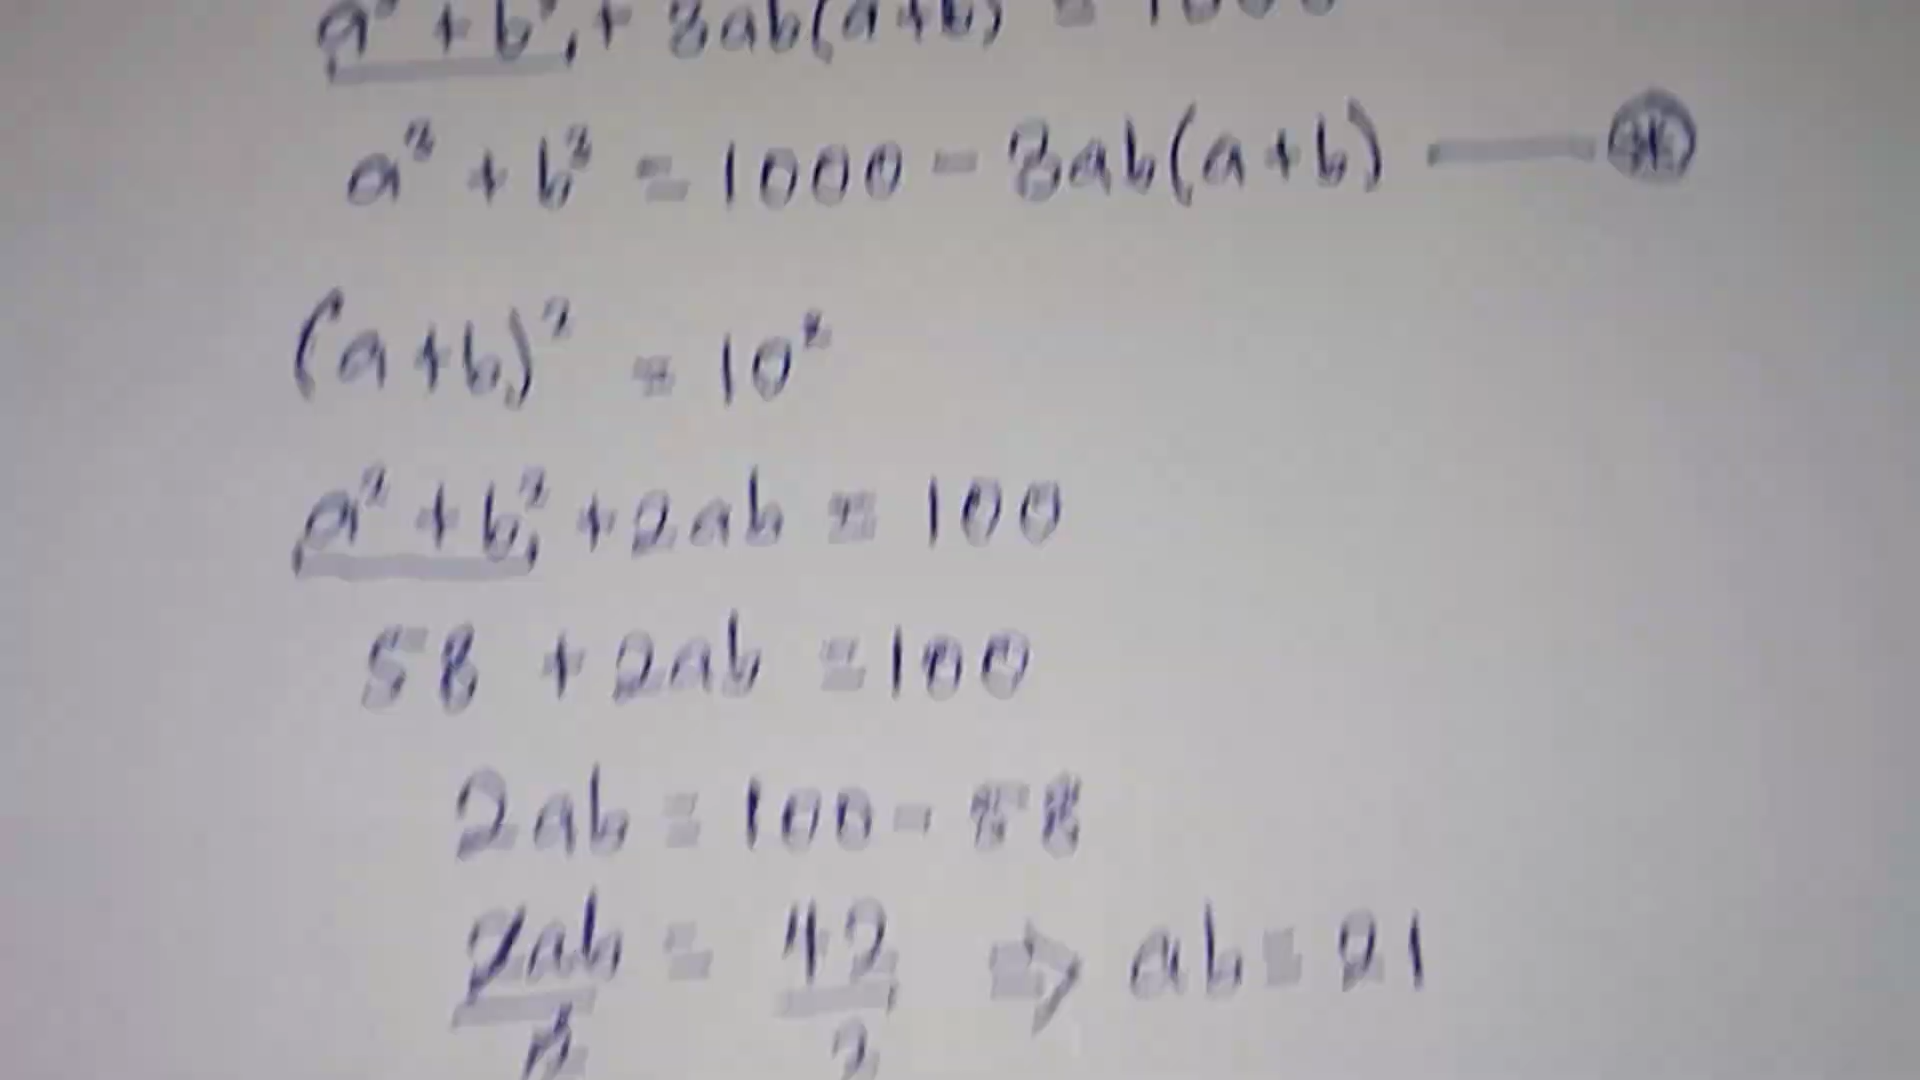 a³ + b³ + 3ab(a+b) = 1000
a³ + b³ = 1000 - 3ab(a+b) — ⊛
(a+b)² = 10²
a² + b² + 2ab = 100
58 + 2ab = 100
2ab = 100 - 58
2ab/2 = 42/2 ⇒ ab = 21